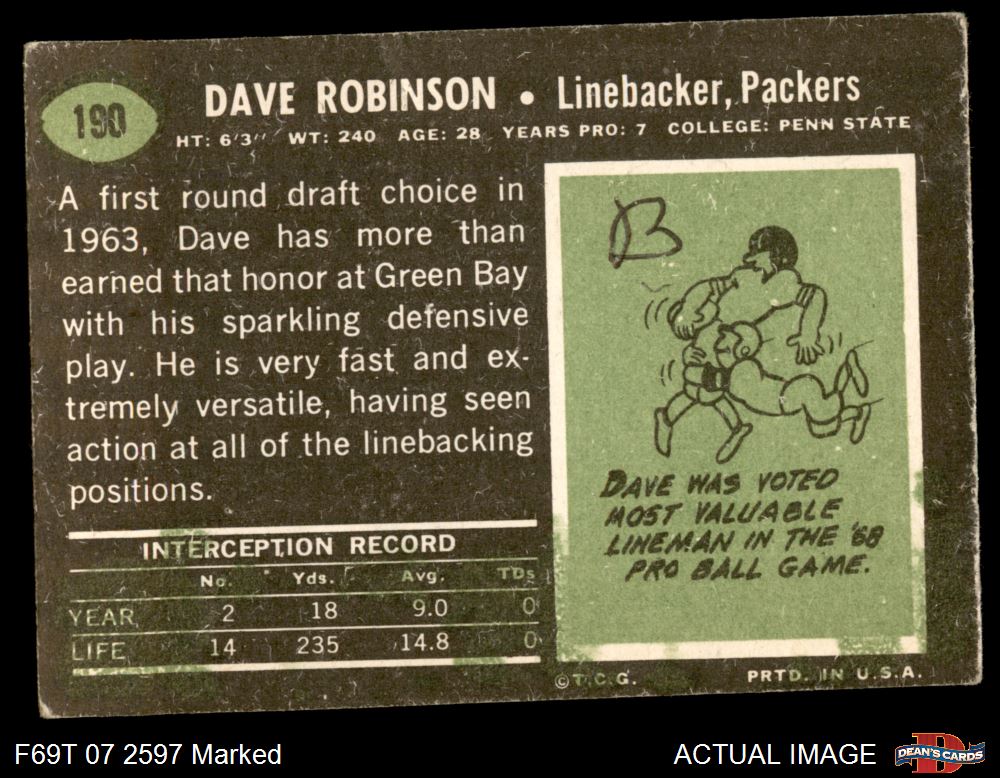 190
DAVE ROBINSON • Linebacker, Packers
HT: 6'3" WT: 240 AGE: 28 YEARS PRO: 7 COLLEGE: PENN STATE
A first round draft choice in
1963, Dave has more than
earned that honor at Green Bay
with his sparkling defensive
play. He is very fast and ex-
tremely versatile, having seen
action at all of the linebacking
positions.
INTERCEPTION RECORD
No. Yds. Avg. TDs
YEAR 2 18 9.0 0
LIFE 14 235 14.8 0
B
DAVE WAS VOTED
MOST VALUABLE
LINEMAN IN THE '68
PRO BALL GAME.
©T.C.G. PRTD. IN U.S.A.
F69T 07 2597 Marked
ACTUAL IMAGE
DEAN'S CARDS